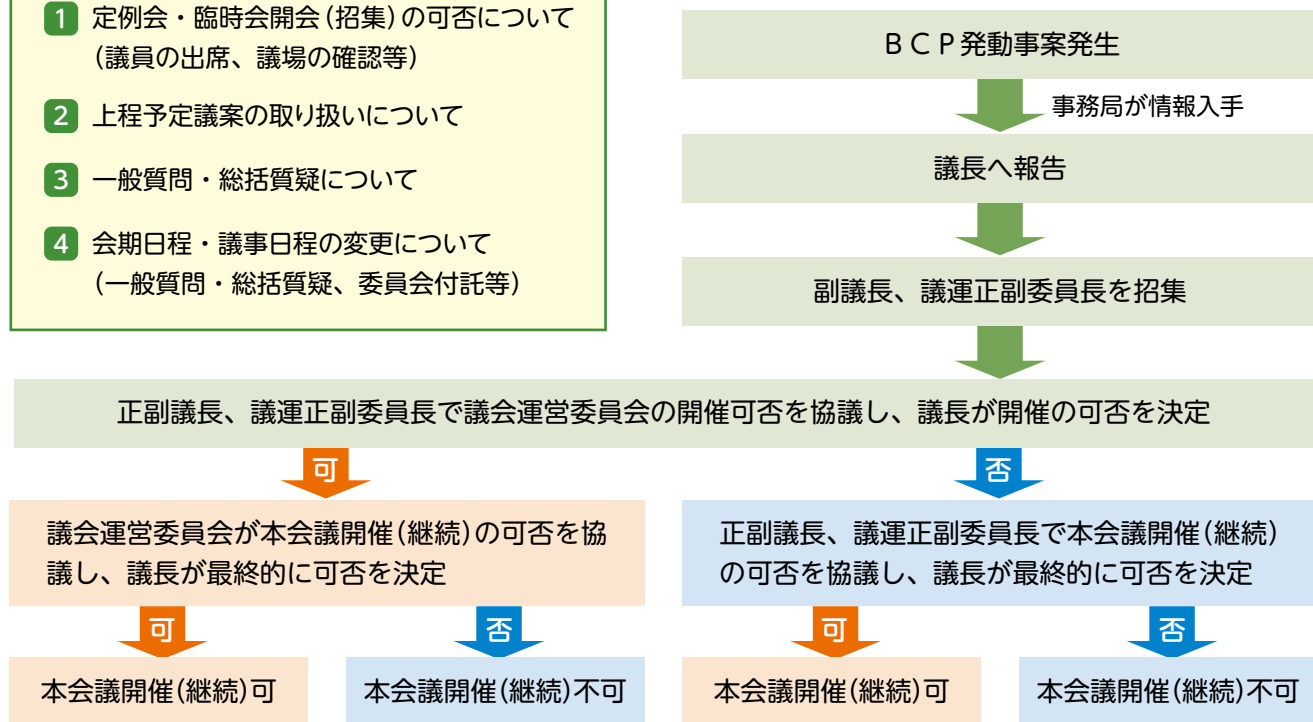 1 定例会・臨時会開会(招集)の可否について
(議員の出席、議場の確認等)
2 上程予定議案の取り扱いについて
3 一般質問・総括質疑について
4 会期日程・議事日程の変更について
(一般質問・総括質疑、委員会付託等)
BCP発動事案発生
事務局が情報入手
議長へ報告
副議長、議運正副委員長を招集
正副議長、議運正副委員長で議会運営委員会の開催可否を協議し、議長が開催の可否を決定
可
否
議会運営委員会が本会議開催(継続)の可否を協
議し、議長が最終的に可否を決定
正副議長、議運正副委員長で本会議開催(継続)
の可否を協議し、議長が最終的に可否を決定
可
否
可
否
本会議開催(継続)可
本会議開催(継続)不可
本会議開催(継続)可
本会議開催(継続)不可